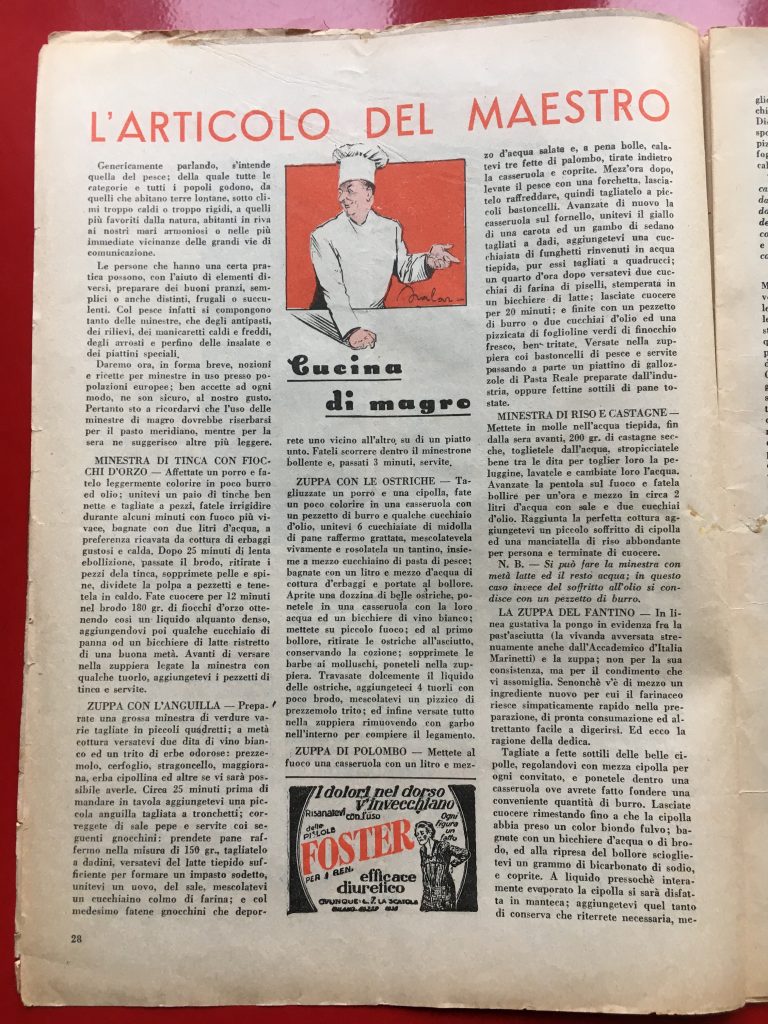 L'ARTICOLO DEL MAESTRO
Genericamente parlando, s'intende
quella del pesce; della quale tutte le
categorie e tutti i popoli godono, da
quelli che abitano terre lontane, sotto cli-
mi troppo caldi o troppo rigidi, a quelli
più favoriti dalla natura, abitanti in riva
ai nostri mari armoniosi o nelle più
immediate vicinanze delle grandi vie di
comunicazione.
Le persone che hanno una certa pra-
tica possono, con l'aiuto di elementi di-
versi, preparare dei buoni pranzi, sem-
plici o anche distinti, frugali o succu-
lenti. Col pesce infatti si compongono
tanto delle minestre, che degli antipasti,
dei rilievi, dei manicaretti caldi e freddi,
degli arrosti e perfino delle insalate e
dei piattini speciali.
Daremo ora, in forma breve, nozioni
e ricette per minestre in uso presso po-
polazioni europee; ben accette ad ogni
modo, ne son sicuro, al nostro gusto.
Pertanto sto a ricordarvi che l'uso delle
minestre di magro dovrebbe riserbarsi
per il pasto meridiano, mentre per la
sera ne suggerisco altre più leggere.
MINESTRA DI TINCA CON FIOC-
CHI D'ORZO — Affettate un porro e fa-
telo leggermente colorire in poco burro
ed olio; unitevi un paio di tinche ben
nette e tagliate a pezzi, fatele irrigidire
durante alcuni minuti con fuoco più vi-
vace, bagnate con due litri d'acqua, a
preferenza ricavata da cottura di erbaggi
gustosi e calda. Dopo 25 minuti di lenta
ebollizione, passate il brodo, ritirate i
pezzi dela tinca, sopprimete pelle e spi-
ne, dividete la polpa a pezzetti e tene-
tela in caldo. Fate cuocere per 12 minuti
nel brodo 180 gr. di fiocchi d'orzo otte-
nendo così un liquido alquanto denso,
aggiungendovi poi qualche cucchiaio di
panna od un bicchiere di latte ristretto
di una buona metà. Avanti di versare
nella zuppiera legate la minestra con
qualche tuorlo, aggiungetevi i pezzetti di
tinca e servite.
ZUPPA CON L'ANGUILLA — Prepa-
rate una grossa minestra di verdure va-
rie tagliate in piccoli quadretti; a metà
cottura versatevi due dita di vino bian-
co ed un trito di erbe odorose: prezze-
molo, cerfoglio, stragoncello, maggiora-
na, erba cipollina ed altre se vi sarà pos-
sibile averle. Circa 25 minuti prima di
mandare in tavola aggiungetevi una pic-
cola anguilla tagliata a tronchetti; cor-
reggete di sale pepe e servite coi se-
guenti gnocchini: prendete pane raf-
fermo nella misura di 150 gr., tagliatelo
a dadini, versatevi del latte tiepido suf-
ficiente per formare un impasto sodetto,
unitevi un uovo, del sale, mescolatevi
un cucchiaino colmo di farina; e col
medesimo fatene gnocchini che depor-
28
Cucina
di magro
rete uno vicino all'altro su di un piatto
unto. Fateli scorrere dentro il minestrone
bollente e, passati 3 minuti, servite.
ZUPPA CON LE OSTRICHE — Ta-
gliuzzate un porro e una cipolla, fate
un poco colorire in una casseruola con
un pezzetto di burro e qualche cucchiaio
d'olio, unitevi 6 cucchiaiate di midolla
di pane raffermo grattata, mescolatevela
vivamente e rosolatela un tantino, insie-
me a mezzo cucchiaino di pasta di pesce;
bagnate con un litro e mezzo d'acqua di
cottura d'erbaggi e portate al bollore.
Aprite una dozzina di belle ostriche, po-
netele in una casseruola con la loro
acqua ed un bicchiere di vino bianco;
mettete su piccolo fuoco; ed al primo
bollore, ritirate le ostriche all'asciutto,
conservando la cozione; sopprimete le
barbe ai molluschi, poneteli nella zup-
piera. Travasate dolcemente il liquido
delle ostriche, aggiungeteci 4 tuorli con
poco brodo, mescolatevi un pizzico di
prezzemolo trito; ed infine versate tutto
nella zuppiera rimuovendo con garbo
nell'interno per compiere il legamento.
ZUPPA DI POLOMBO — Mettete al
fuoco una casseruola con un litro e mez-
I dolori nel dorso
v'invecchiano
Risanatevi con l'uso
delle
PILLOLE
FOSTER
PER I RENI
Ogni
figura
un
fatto
efficace
diuretico
OVUNQUE: L. 7 LA SCATOLA
zo d'acqua salata e, a pena bolle, cala-
tevi tre fette di palombo, tirate indietro
la casseruola e coprite. Mezz'ora dopo,
levate il pesce con una forchetta, lascia-
telo raffreddare, quindi tagliatelo a pic-
coli bastoncelli. Avanzate di nuovo la
casseruola sul fornello, unitevi il giallo
di una carota ed un gambo di sedano
tagliati a dadi, aggiungetevi una cuc-
chiaiata di funghetti rinvenuti in acqua
tiepida, pur essi tagliati a quadrucci;
un quarto d'ora dopo versatevi due cuc-
chiai di farina di piselli, stemperata in
un bicchiere di latte; lasciate cuocere
per 20 minuti; e finite con un pezzetto
di burro o due cucchiai d'olio ed una
pizzicata di foglioline verdi di finocchio
fresco, ben tritate. Versate nella zup-
piera coi bastoncelli di pesce e servite
passando a parte un piattino di galloz-
zole di Pasta Reale preparate dall'indu-
stria, oppure fettine sottili di pane to-
state.
MINESTRA DI RISO E CASTAGNE —
Mettete in molle nell'acqua tiepida, fin
dalla sera avanti, 200 gr. di castagne sec-
che, toglietele dall'acqua, stropicciatele
bene tra le dita per toglier loro la pe-
luggine, lavatele e cambiate loro l'acqua.
Avanzate la pentola sul fuoco e fatela
bollire per un'ora e mezzo in circa 2
litri d'acqua con sale e due cucchiai
d'olio. Raggiunta la perfetta cottura ag-
giungetevi un piccolo soffritto di cipolla
ed una manciatella di riso abbondante
per persona e terminate di cuocere.
N. B. – Si può fare la minestra con
metà latte ed il resto acqua; in questo
caso invece del soffritto all'olio si con-
disce con un pezzetto di burro.
LA ZUPPA DEL FANTINO — In li-
nea gustativa la pongo in evidenza fra la
past'asciutta (la vivanda avversata stre-
nuamente anche dall'Accademico d'Italia
Marinetti) e la zuppa; non per la sua
consistenza, ma per il condimento che
vi assomiglia. Senonchè v'è di mezzo un
ingrediente nuovo per cui il farinaceo
riesce simpaticamente rapido nella pre-
parazione, di pronta consumazione ed al-
trettanto facile a digerirsi. Ed ecco la
ragione della dedica.
Tagliate a fette sottili delle belle ci-
polle, regolandovi con mezza cipolla per
ogni convitato, e ponetele dentro una
casseruola ove avrete fatto fondere una
conveniente quantità di burro. Lasciate
cuocere rimestando fino a che la cipolla
abbia preso un color biondo fulvo; ba-
gnate con un bicchiere d'acqua o di bro-
do, ed alla ripresa del bollore scioglie-
tevi un grammo di bicarbonato di sodio,
e coprite. A liquido pressochè intera-
mente evaporato la cipolla si sarà disfat-
ta in manteca; aggiungetevi quel tanto
di conserva che riterrete necessaria, me-